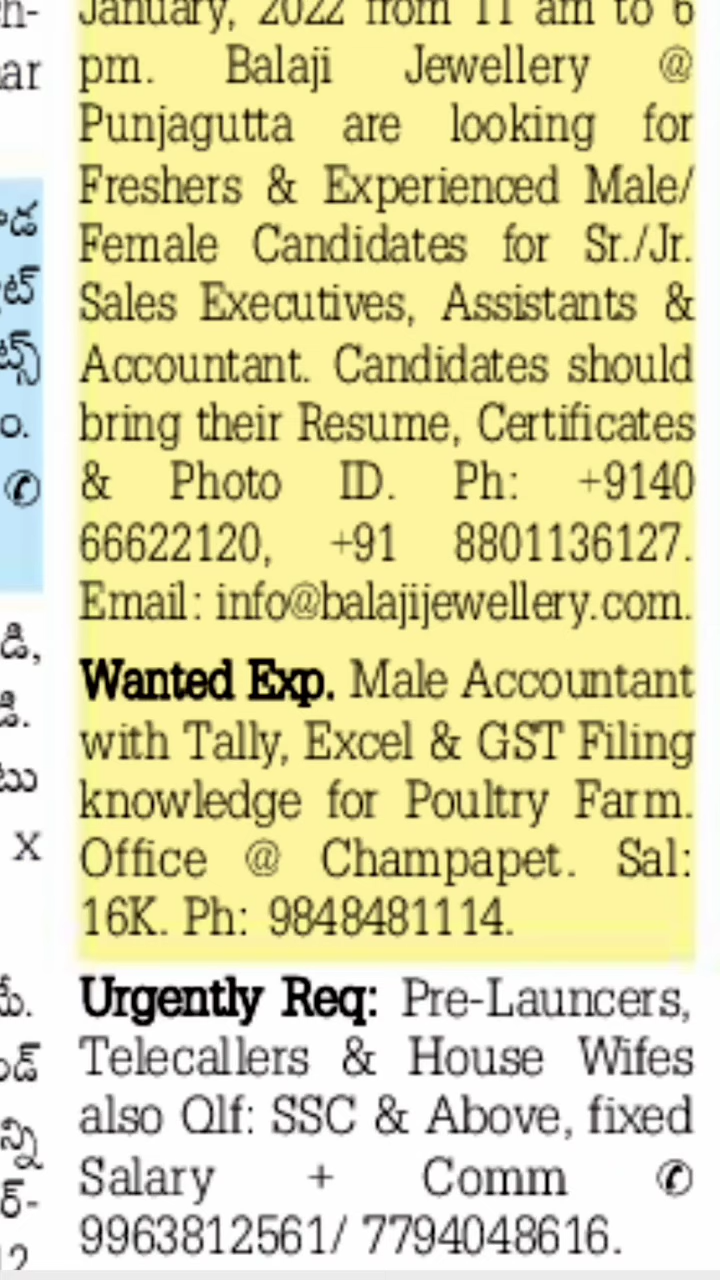 January, 2022 from 11 am to 6
pm. Balaji Jewellery @
Punjagutta are looking for
Freshers & Experienced Male/
Female Candidates for Sr./Jr.
Sales Executives, Assistants &
Accountant. Candidates should
bring their Resume, Certificates
& Photo ID. Ph: +9140
66622120, +91 8801136127.
Email: info@balajijewellery.com.
Wanted Exp. Male Accountant
with Tally, Excel & GST Filing
knowledge for Poultry Farm.
Office @ Champapet. Sal:
16K. Ph: 9848481114.
Urgently Req: Pre-Launcers,
Telecallers & House Wifes
also Qlf: SSC & Above, fixed
Salary + Comm ✆
9963812561/ 7794048616.